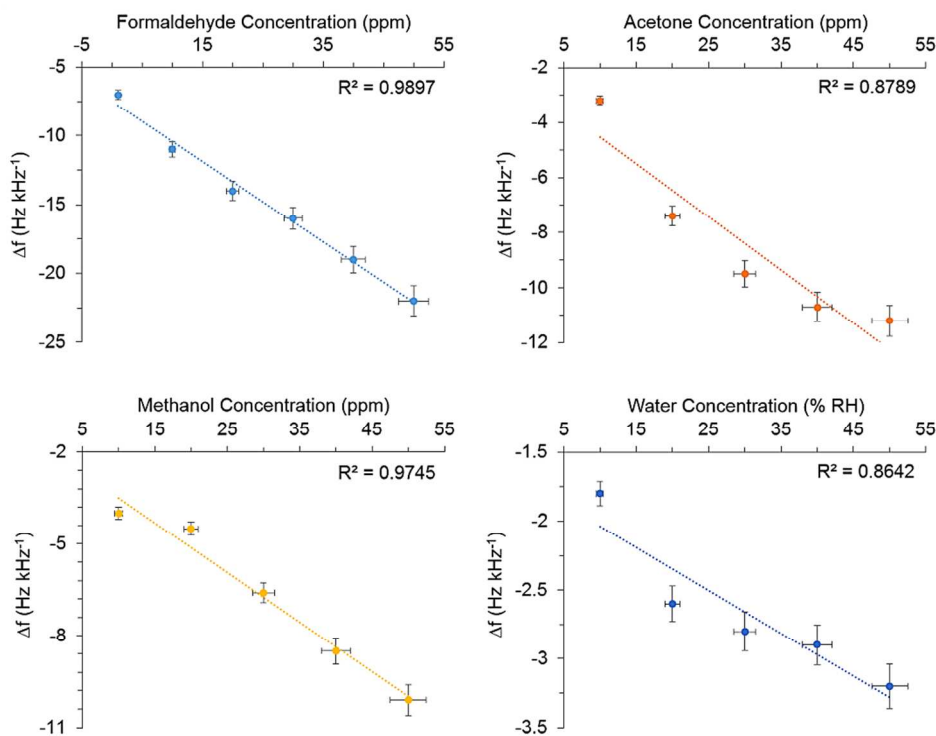 Formaldehyde Concentration (ppm)
-5 15 35 55
-5
-10
-15
-20
-25
Δf (Hz kHz⁻¹)
R² = 0.9897
Acetone Concentration (ppm)
5 15 25 35 45 55
-2
-4
-6
-8
-10
-12
Δf (Hz kHz⁻¹)
R² = 0.8789
Methanol Concentration (ppm)
5 15 25 35 45 55
-2
-5
-8
-11
Δf (Hz kHz⁻¹)
R² = 0.9745
Water Concentration (% RH)
5 15 25 35 45 55
-1.5
-2
-2.5
-3
-3.5
Δf (Hz kHz⁻¹)
R² = 0.8642